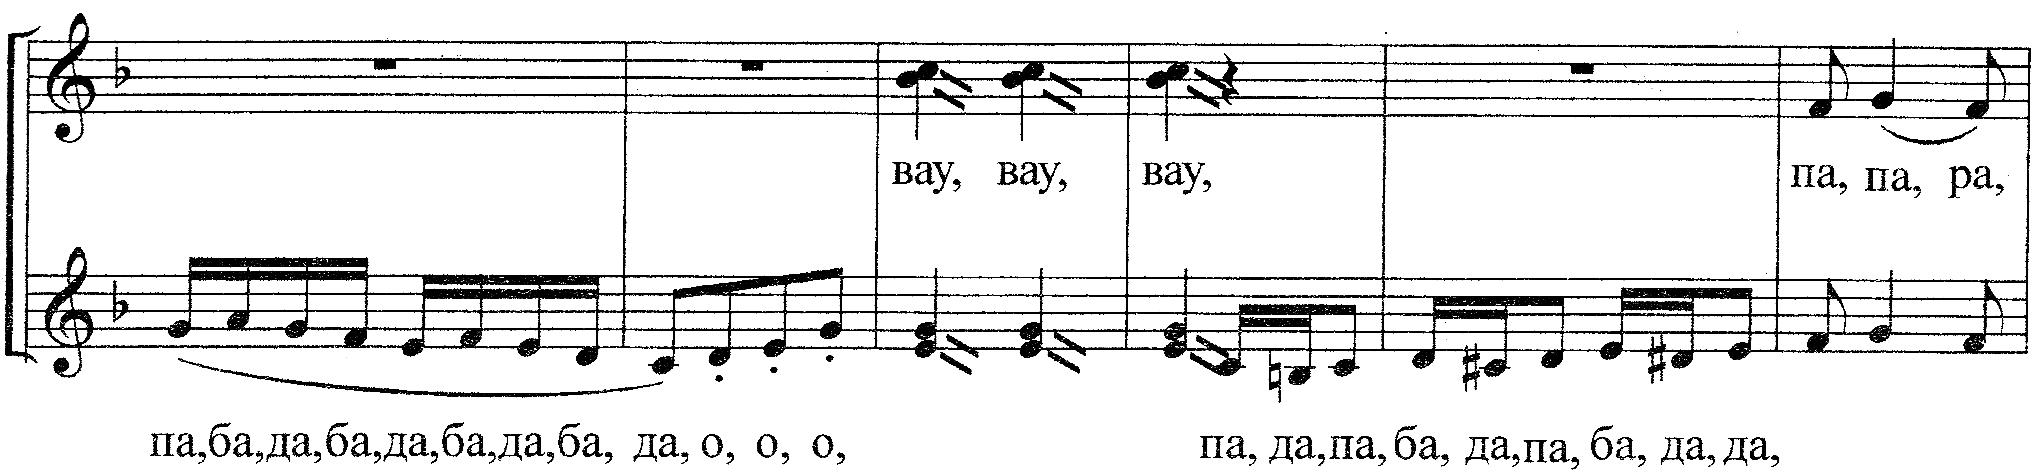 вау, вау, вау, па, па, ра,
па,ба,да,ба,да,ба,да,ба, да, о, о, о, па, да,па, ба, да,па, ба, да, да,